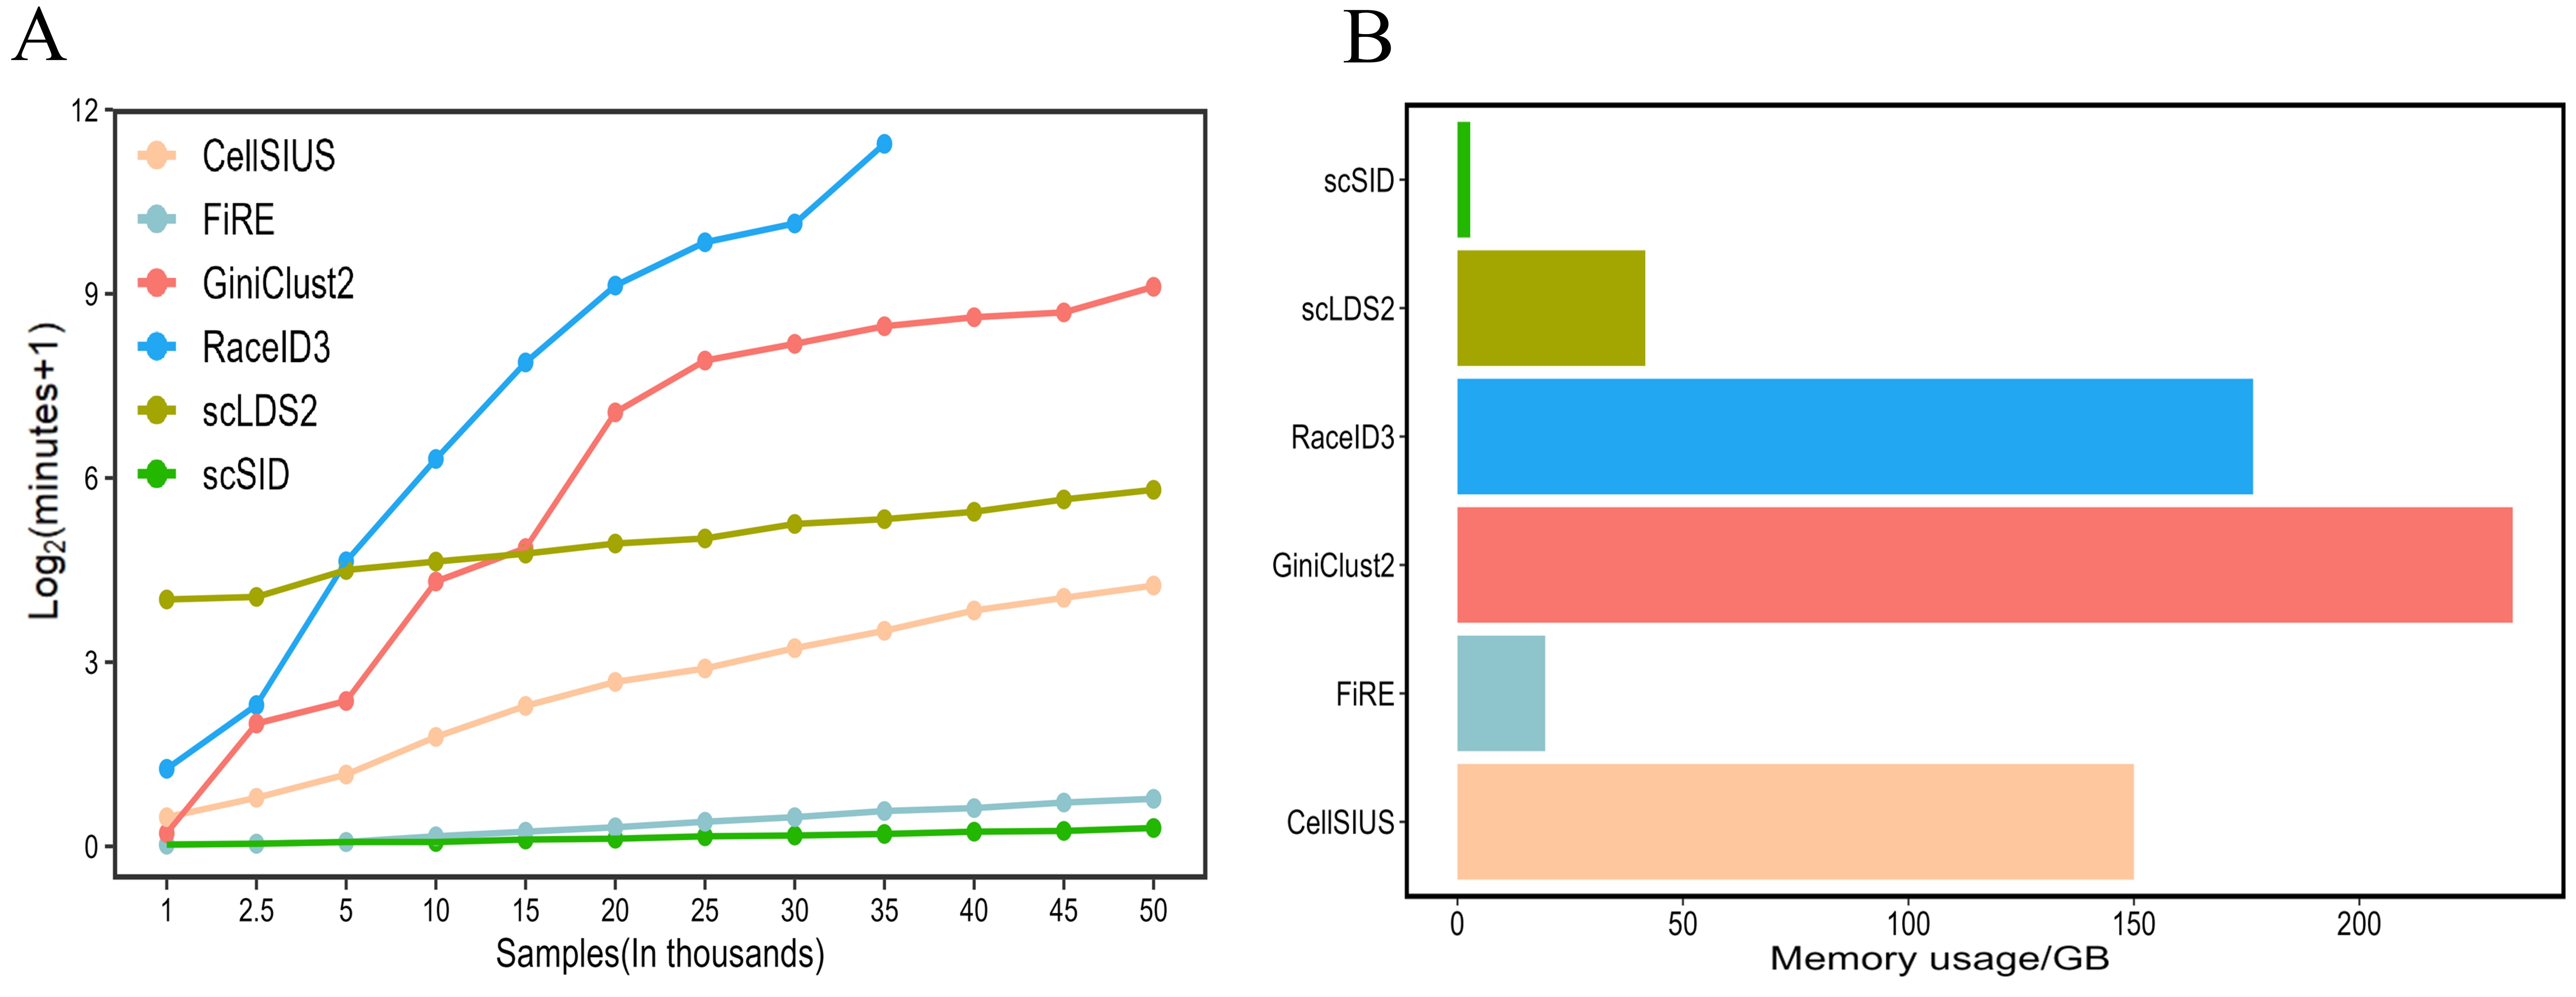 A
12
9
6
3
0
Log2(minutes+1)
CellSIUS
FiRE
GiniClust2
RaceID3
scLDS2
scSID
1 2.5 5 10 15 20 25 30 35 40 45 50
Samples(In thousands)
B
scSID
scLDS2
RaceID3
GiniClust2
FiRE
CellSIUS
0 50 100 150 200
Memory usage/GB